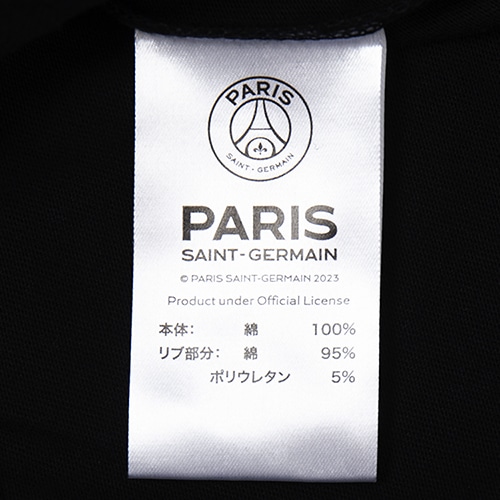 PARIS
SAINT-GERMAIN
PARIS
SAINT-GERMAIN
© PARIS SAINT-GERMAIN 2023
Product under Official License
本体： 綿 100%
リブ部分： 綿 95%
ポリウレタン 5%